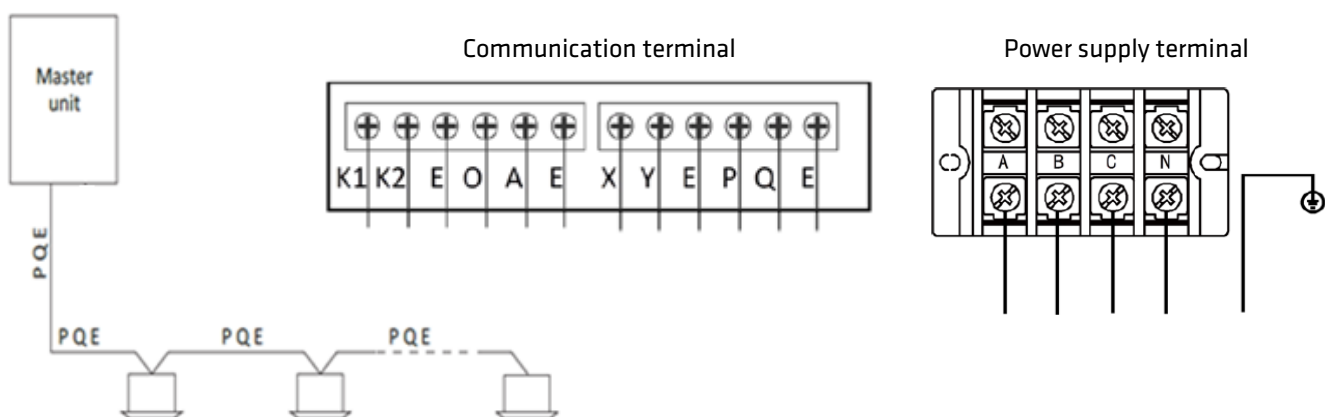 Master
unit
Communication terminal
Power supply terminal
K1 K2 E O A E X Y E P Q E
A B C N
PQE
PQE PQE PQE